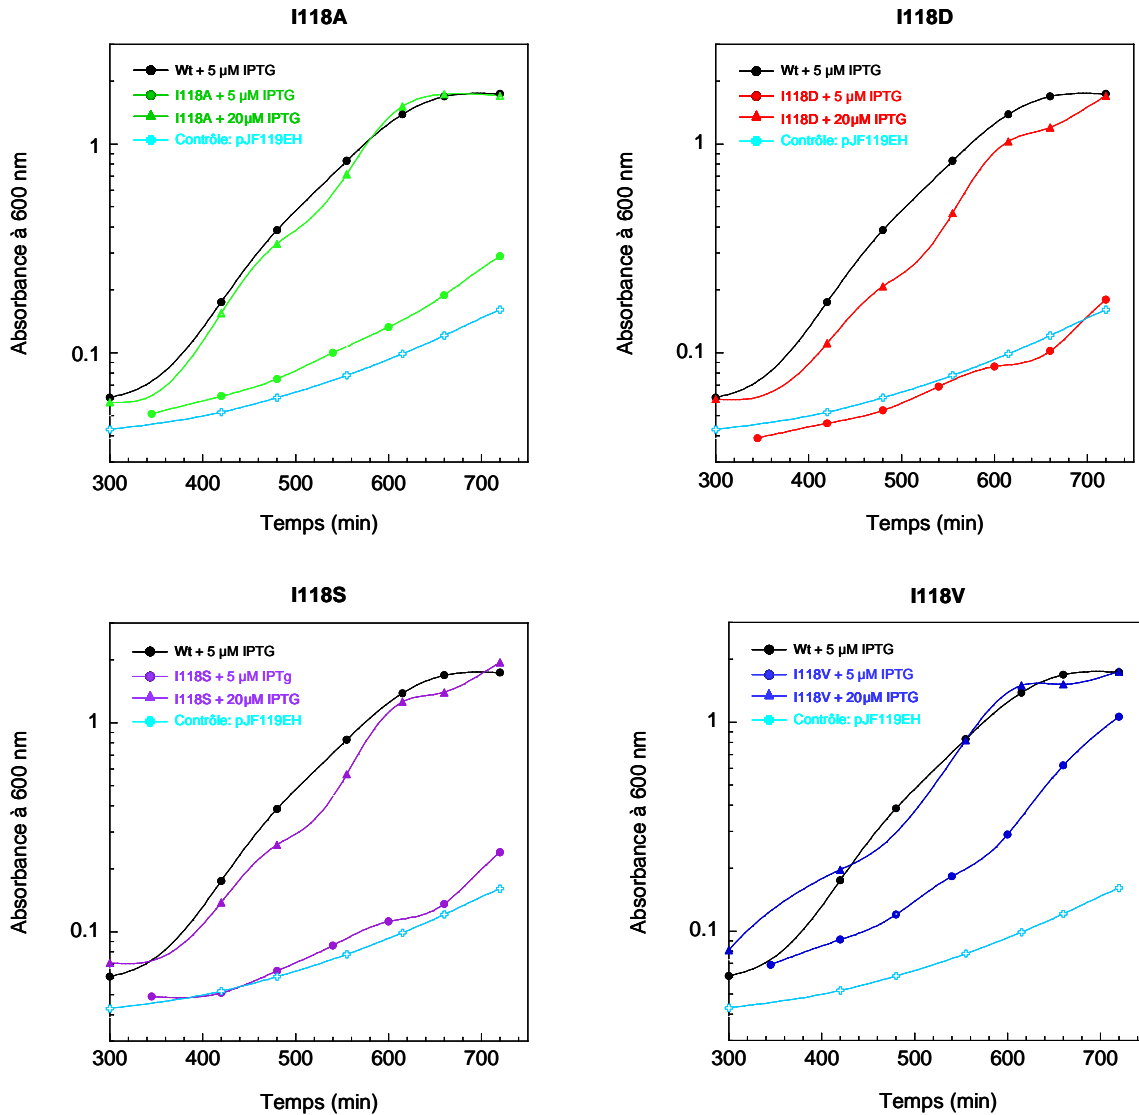 I118A
Wt + 5 µM IPTG
I118A + 5 µM IPTG
I118A + 20µM IPTG
Contrôle: pJF119EH
Absorbance à 600 nm
1
0.1
300 400 500 600 700
Temps (min)
I118D
Wt + 5 µM IPTG
I118D + 5 µM IPTG
I118D + 20µM IPTG
Contrôle: pJF119EH
Absorbance à 600 nm
1
0.1
300 400 500 600 700
Temps (min)
I118S
Wt + 5 µM IPTG
I118S + 5 µM IPTg
I118S + 20µM IPTG
Contrôle: pJF119EH
Absorbance à 600 nm
1
0.1
300 400 500 600 700
Temps (min)
I118V
Wt + 5 µM IPTG
I118V + 5 µM IPTG
I118V + 20µM IPTG
Contrôle: pJF119EH
Absorbance à 600 nm
1
0.1
300 400 500 600 700
Temps (min)